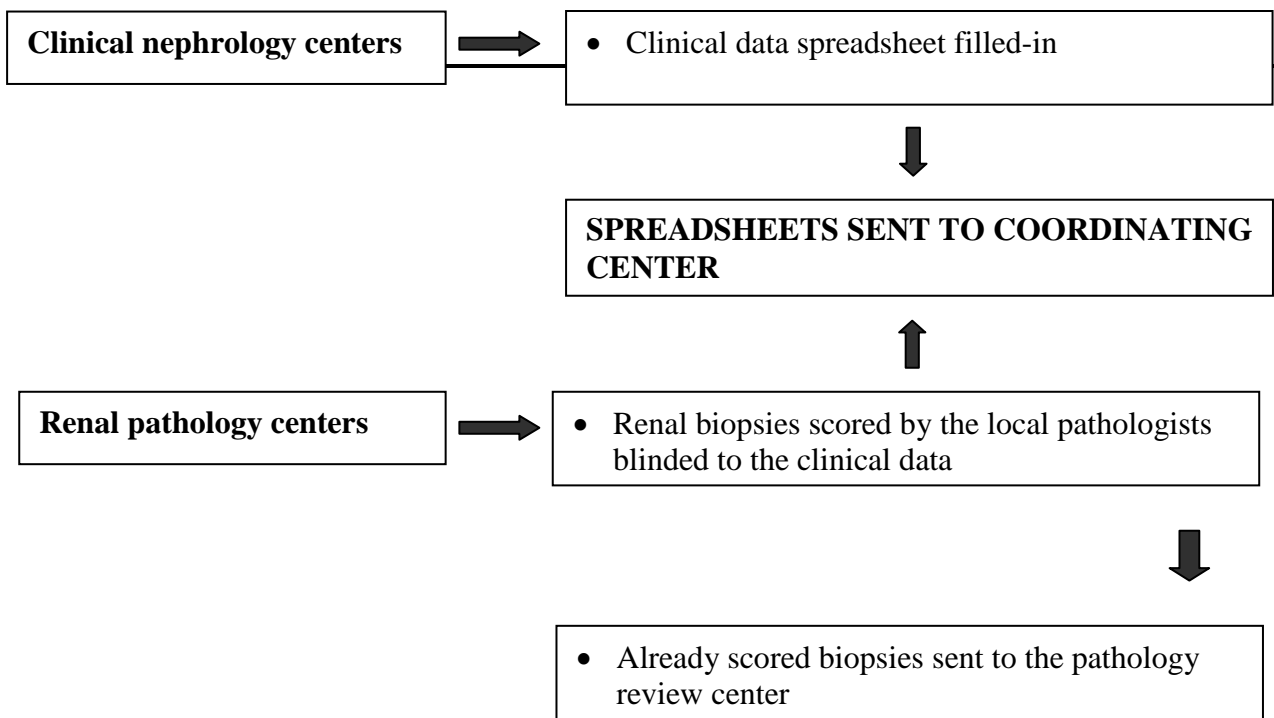 Clinical nephrology centers
• Clinical data spreadsheet filled-in
SPREADSHEETS SENT TO COORDINATING
CENTER
Renal pathology centers
• Renal biopsies scored by the local pathologists
blinded to the clinical data
• Already scored biopsies sent to the pathology
review center